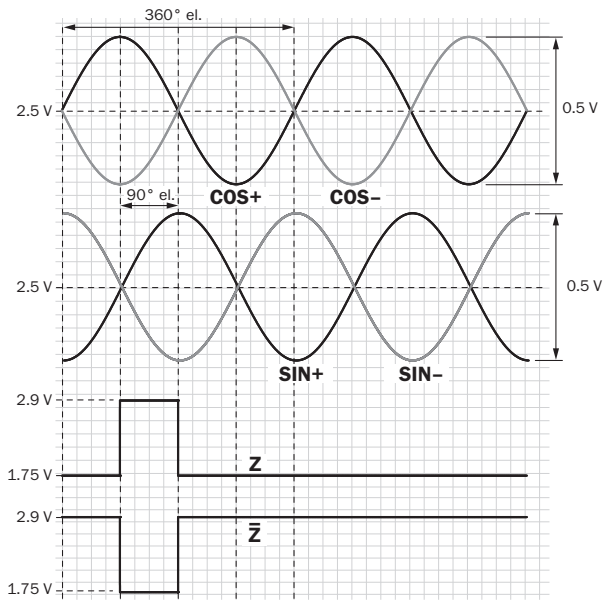 360° el.
2.5 V
0.5 V
COS+ COS–
90° el.
2.5 V
0.5 V
SIN+ SIN–
2.9 V
Z
1.75 V
2.9 V
Z̅
1.75 V